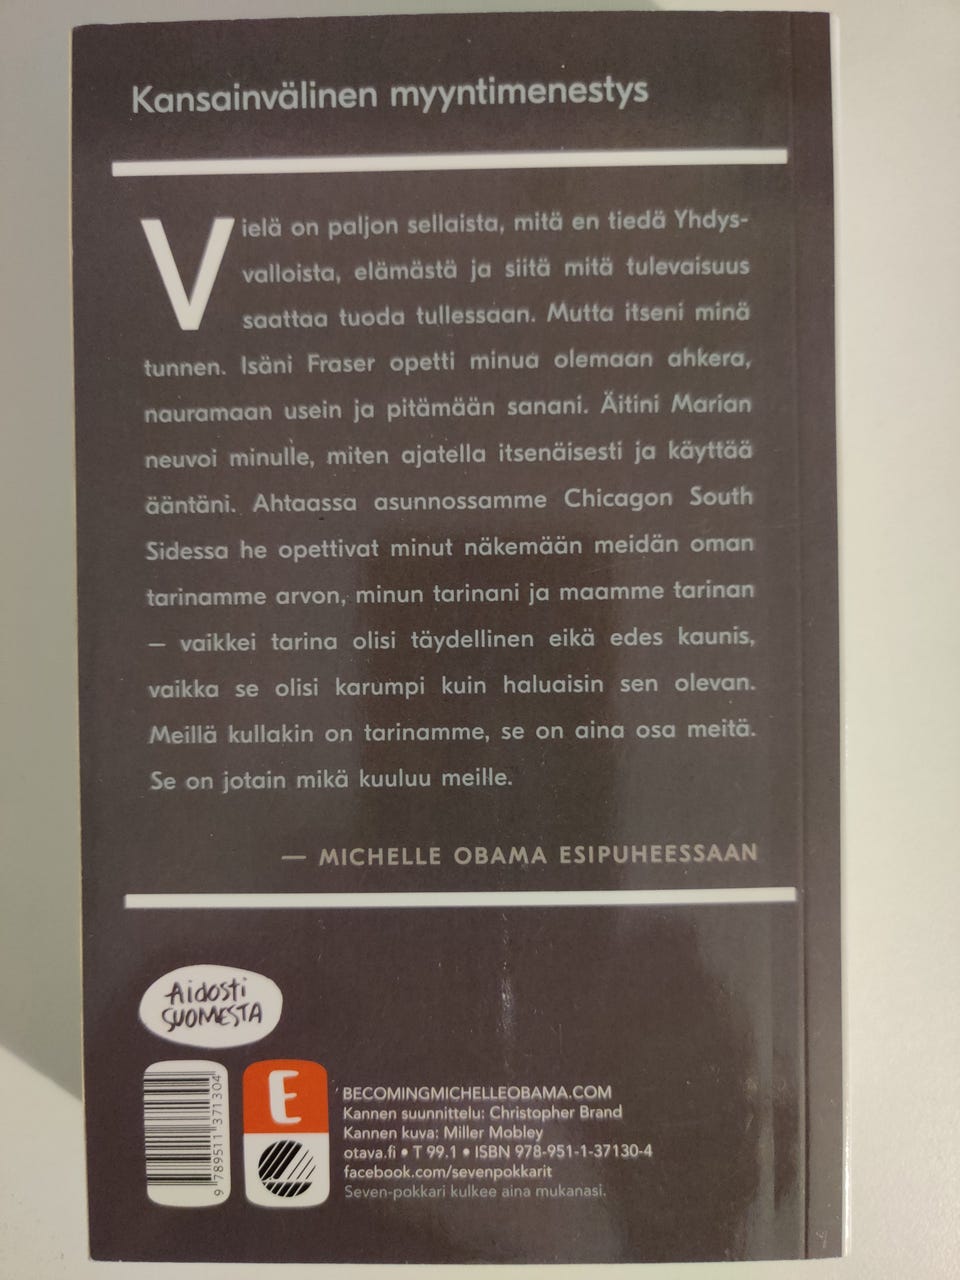 Kansainvälinen myyntimenestys
Vielä on paljon sellaista, mitä en tiedä Yhdys-
valloista, elämästä ja siitä mitä tulevaisuus
saattaa tuoda tullessaan. Mutta itseni minä
tunnen. Isäni Fraser opetti minua olemaan ahkera,
nauramaan usein ja pitämään sanani. Äitini Marian
neuvoi minulle, miten ajatella itsenäisesti ja käyttää
ääntäni. Ahtaassa asunnossamme Chicagon South
Sidessa he opettivat minut näkemään meidän oman
tarinamme arvon, minun tarinani ja maamme tarinan
– vaikkei tarina olisi täydellinen eikä edes kaunis,
vaikka se olisi karumpi kuin haluaisin sen olevan.
Meillä kullakin on tarinamme, se on aina osa meitä.
Se on jotain mikä kuuluu meille.
— MICHELLE OBAMA ESIPUHEESSAAN
Aidosti
SUOMESTA
9 789511 371304
E
BECOMINGMICHELLEOBAMA.COM
Kannen suunnittelu: Christopher Brand
Kannen kuva: Miller Mobley
otava.fi • T 99.1 • ISBN 978-951-1-37130-4
facebook.com/sevenpokkarit
Seven-pokkari kulkee aina mukanasi.